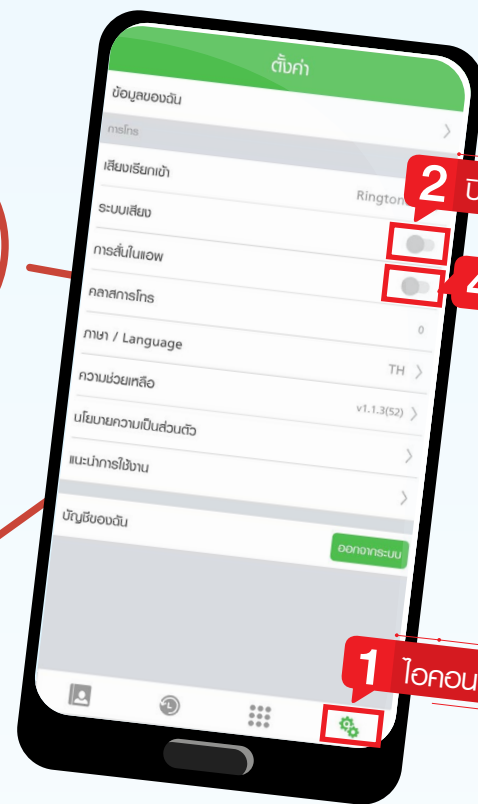 ตั้งค่า
ข้อมูลของฉัน
การโทร
เสียงเรียกเข้า
2
ระบบเสียง
การสั่นในแอพ
4
คลาสการโทร 0
ภาษา / Language TH
ความช่วยเหลือ v1.1.3(52)
นโยบายความเป็นส่วนตัว
แนะนำการใช้งาน
บัญชีของฉัน ออกจากระบบ
1 ไอคอน